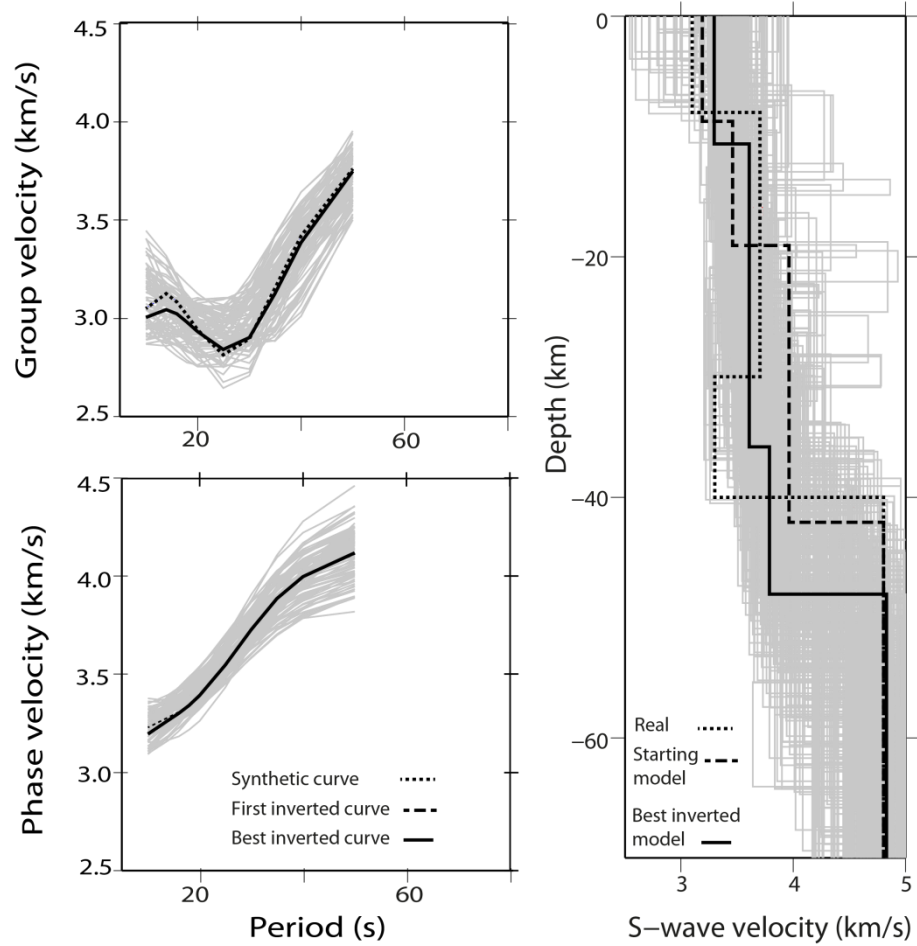 4.5
4.0
3.5
3.0
2.5
Group velocity (km/s)
20
60
4.5
4.0
3.5
3.0
2.5
Phase velocity (km/s)
Synthetic curve
First inverted curve
Best inverted curve
20
60
Period (s)
0
−20
−40
−60
Depth (km)
Real
Starting
model
Best inverted
model
3
4
5
S−wave velocity (km/s)